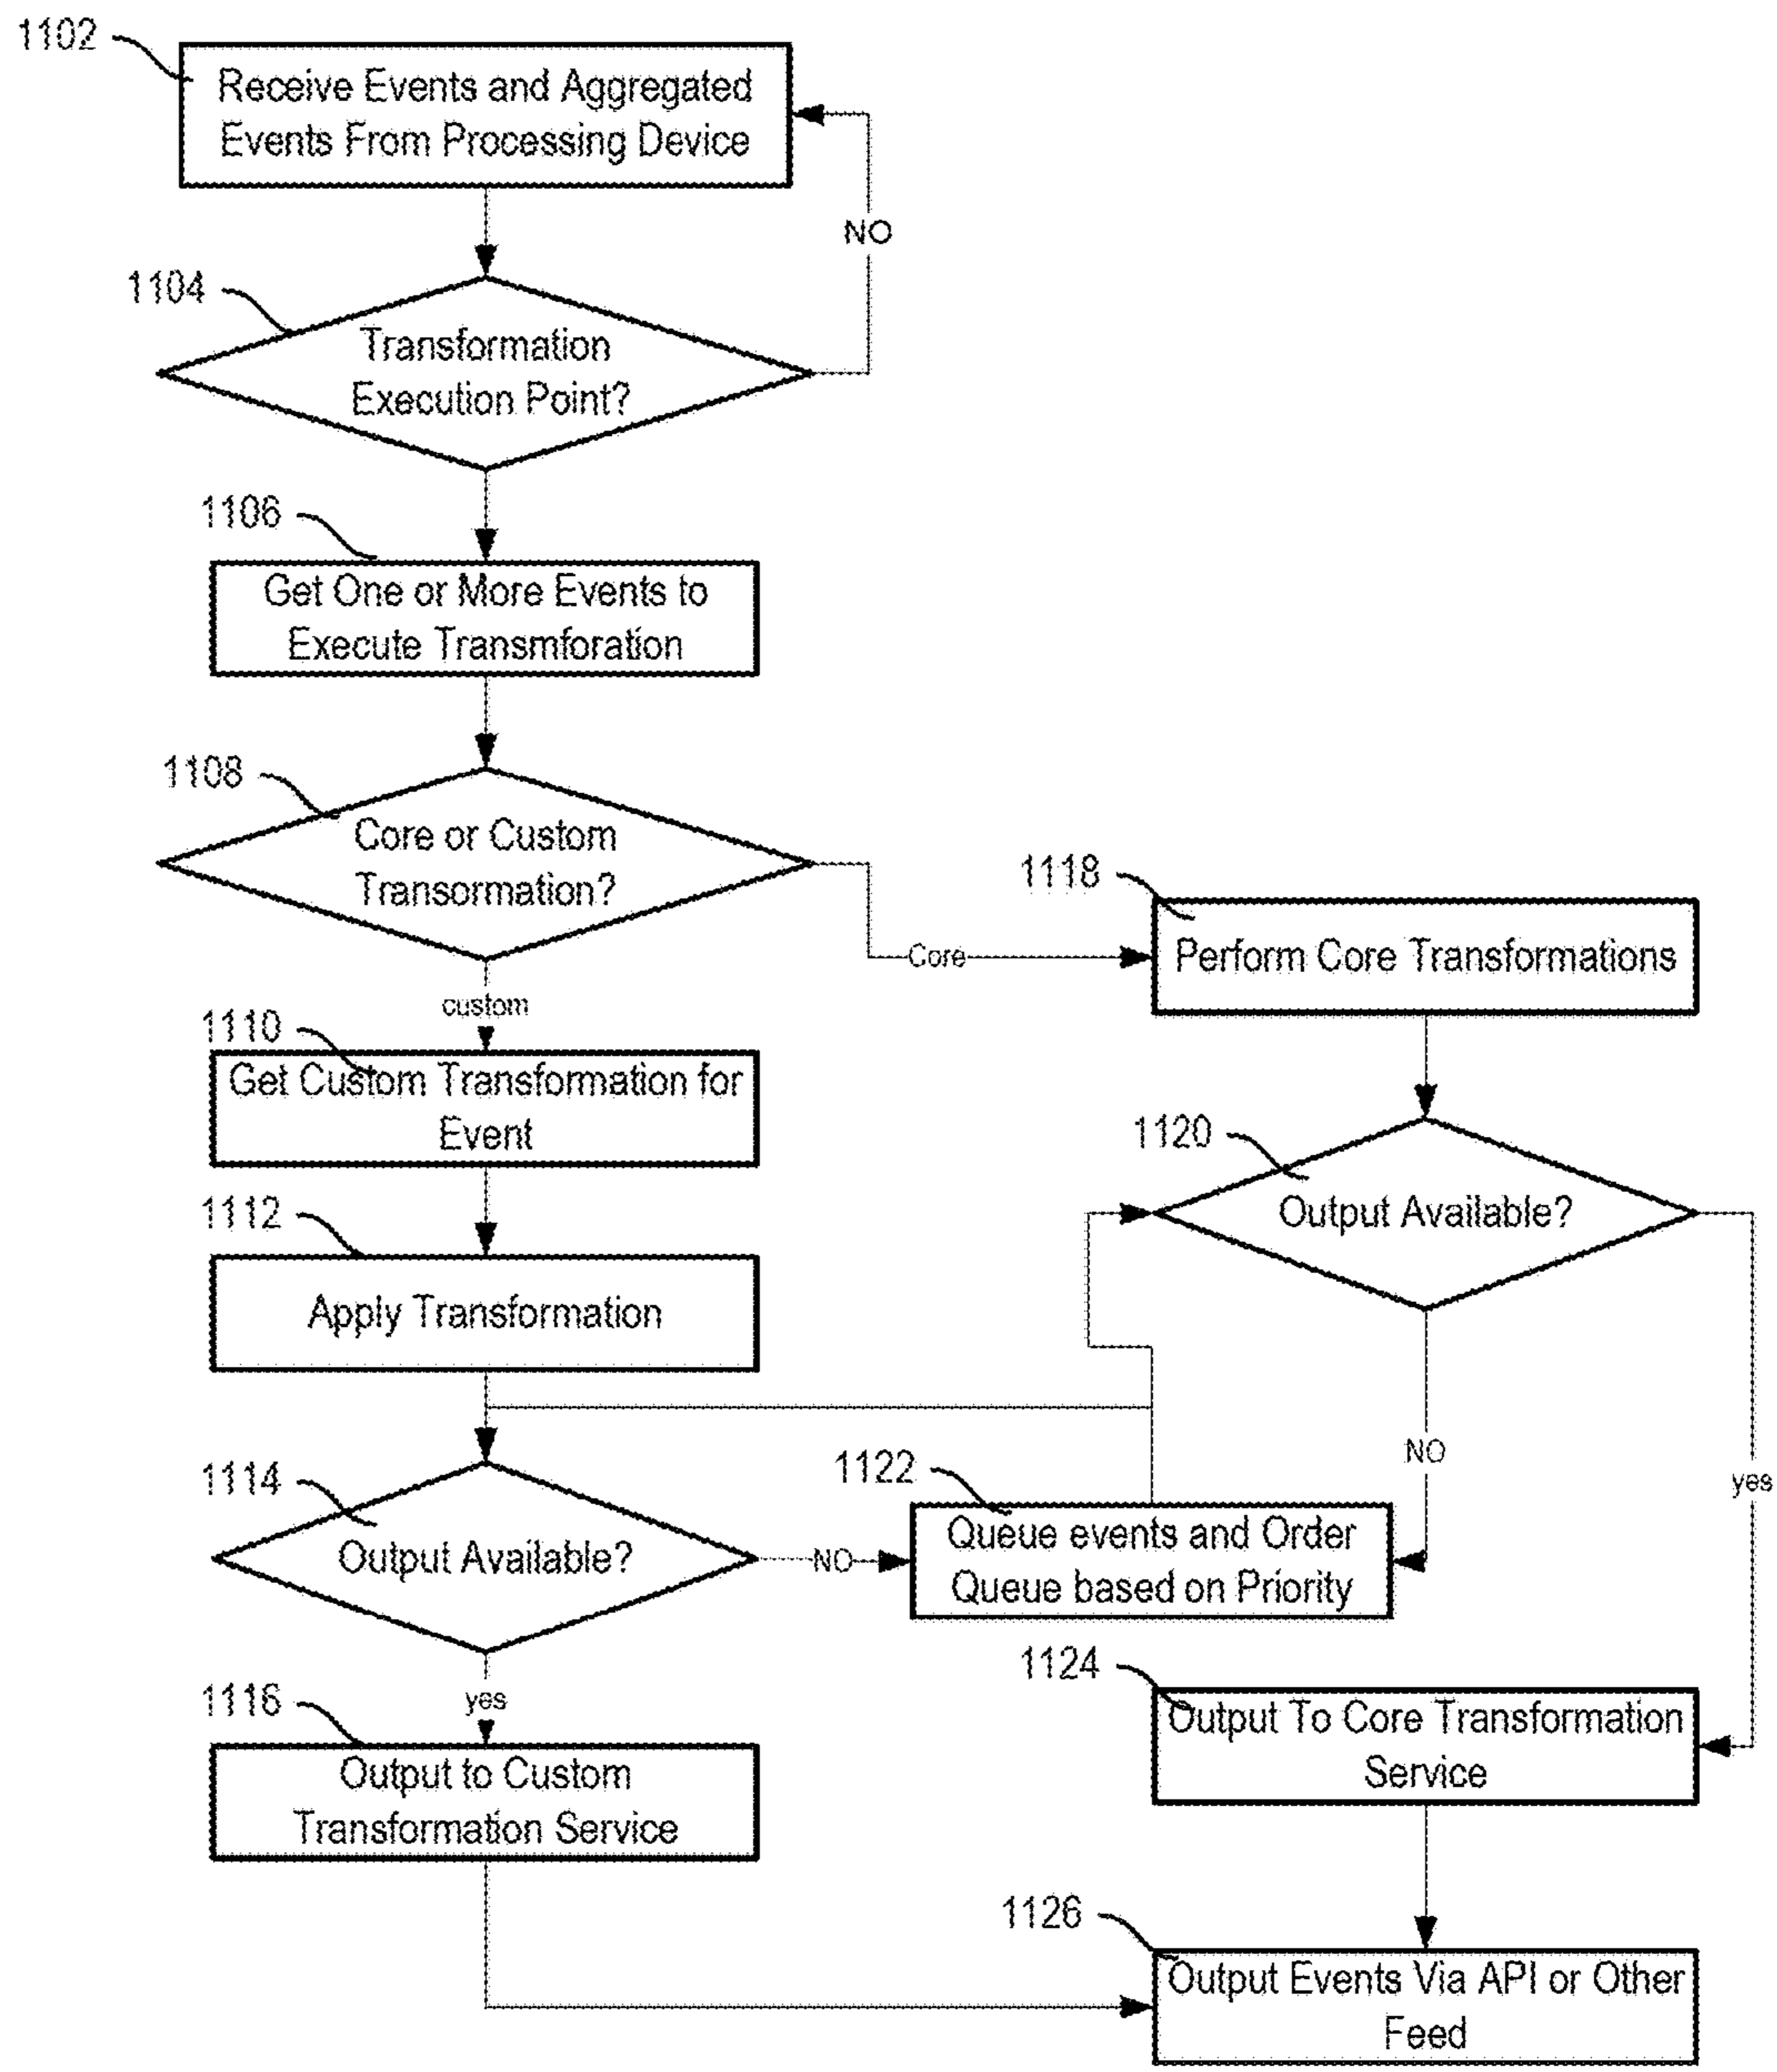 1102
Receive Events and Aggregated
Events From Processing Device
NO
1104
Transformation
Execution Point?
1106
Get One or More Events to
Execute Transmforation
1108
Core or Custom
Transormation?
Core
1118
Perform Core Transformations
custom
1110
Get Custom Transformation for
Event
1120
Output Available?
1112
Apply Transformation
NO
yes
1114
Output Available?
NO
1122
Queue events and Order
Queue based on Priority
yes
1116
Output to Custom
Transformation Service
1124
Output To Core Transformation
Service
1126
Output Events Via API or Other
Feed